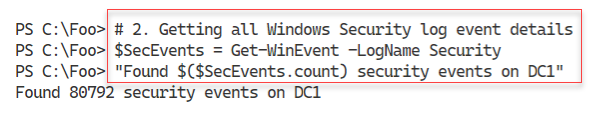 PS C:\Foo> # 2. Getting all Windows Security log event details
PS C:\Foo> $SecEvents = Get-WinEvent -LogName Security
PS C:\Foo> "Found $($SecEvents.count) security events on DC1"
Found 80792 security events on DC1